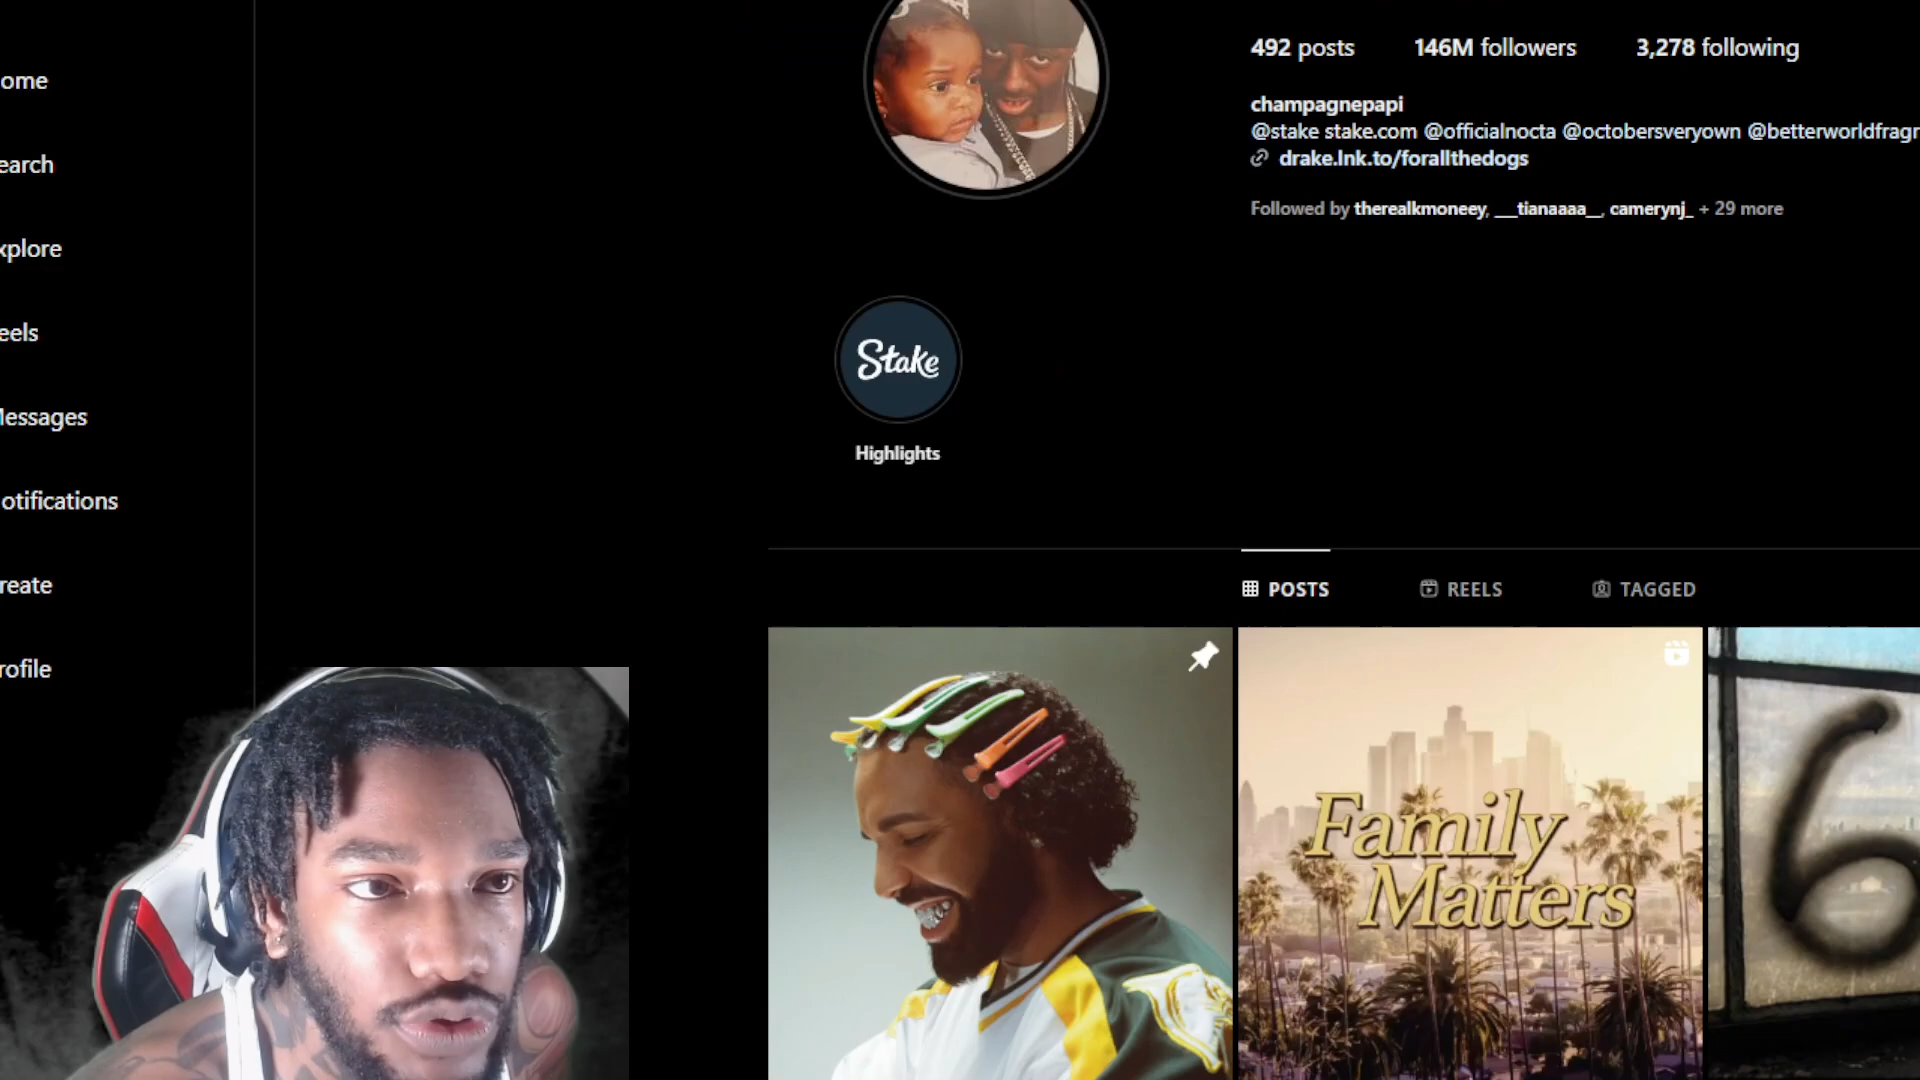 492 posts 146M followers 3,278 following
champagnepapi
@stake stake.com @officialnocta @octobersveryown @betterworldfragr
drake.lnk.to/forallthedogs
Followed by therealkmoneey, ___tianaaaa__, camerynj_ + 29 more
ome
earch
xplore
eels
Messages
otifications
reate
rofile
Stake
Highlights
POSTS REELS TAGGED
Family
Matters
6